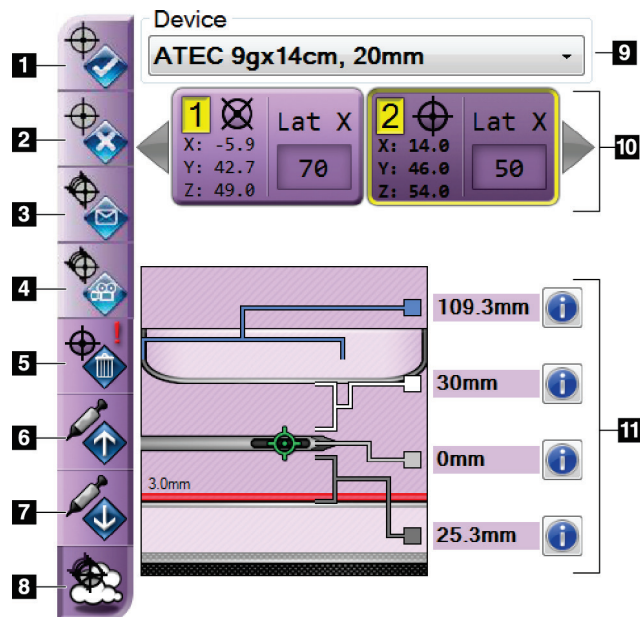 Device
1
ATEC 9gx14cm, 20mm
9
2
1
Lat X
X: -5.9
Y: 42.7
Z: 49.0
70
2
Lat X
X: 14.0
Y: 46.0
Z: 54.0
50
10
3
4
109.3mm
i
5
!
30mm
i
11
6
0mm
i
7
3.0mm
25.3mm
i
8